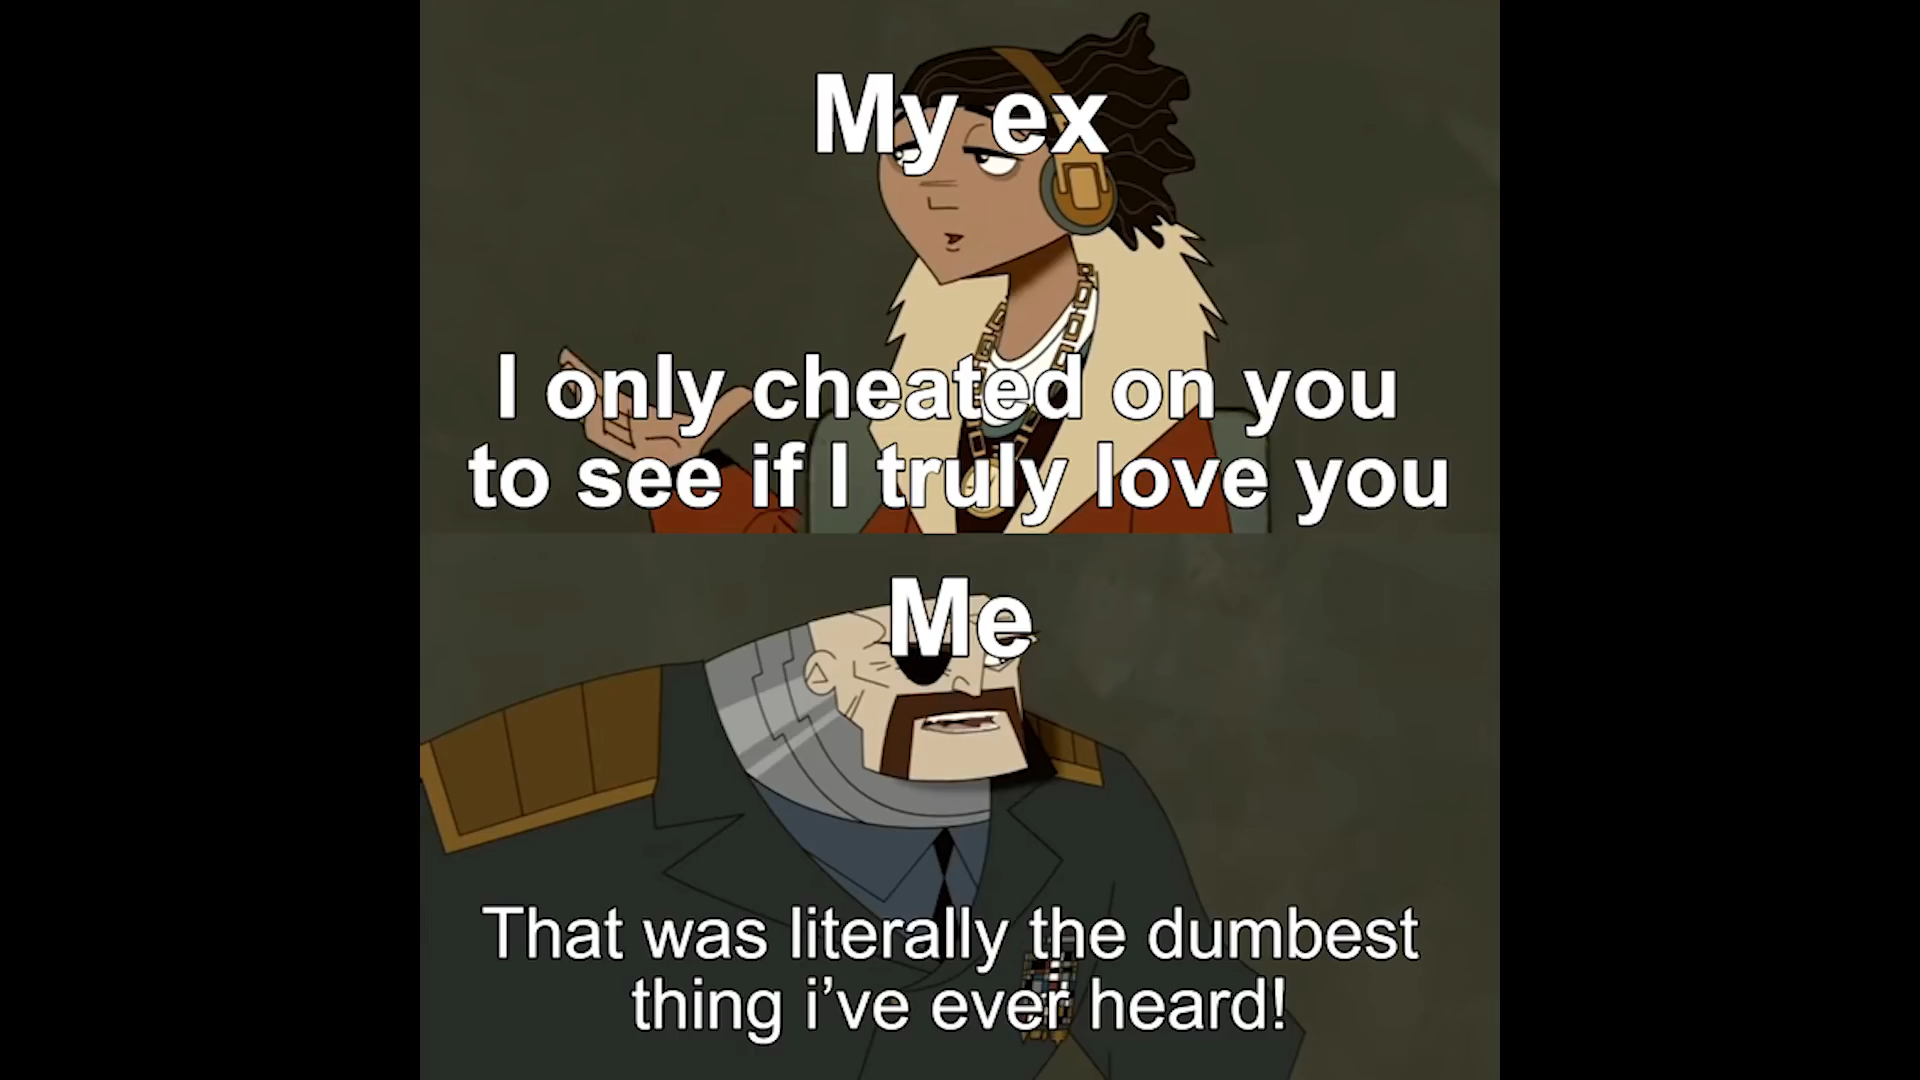 My ex
I only cheated on you
to see if I truly love you
Me
That was literally the dumbest
thing i’ve ever heard!